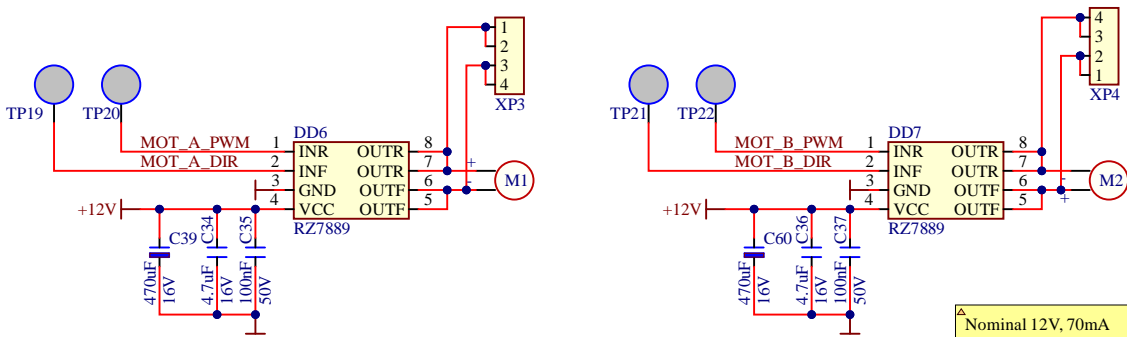 1
2
3
4
XP3
TP19
TP20
MOT_A_PWM
MOT_A_DIR
DD6
1 INR OUTR 8
2 INF OUTR 7
3 GND OUTF 6
4 VCC OUTF 5
RZ7889
+
-
M1
+12V
C39
470uF
16V
C34
4.7uF
16V
C35
100nF
50V
4
3
2
1
XP4
TP21
TP22
MOT_B_PWM
MOT_B_DIR
DD7
1 INR OUTR 8
2 INF OUTR 7
3 GND OUTF 6
4 VCC OUTF 5
RZ7889
-
+
M2
+12V
C60
470uF
16V
C36
4.7uF
16V
C37
100nF
50V
Nominal 12V, 70mA